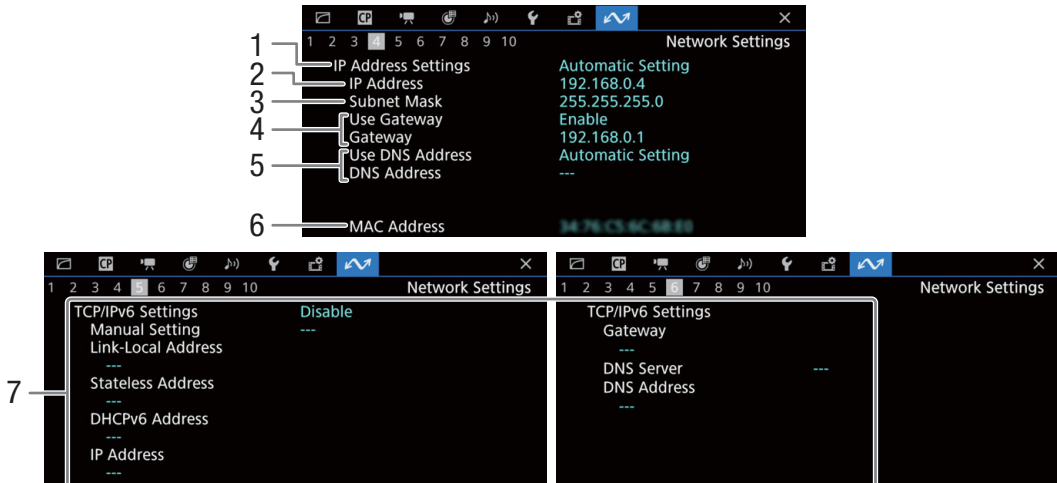 CP
1 2 3 4 5 6 7 8 9 10 Network Settings
1
IP Address Settings Automatic Setting
2
IP Address 192.168.0.4
3
Subnet Mask 255.255.255.0
4
Use Gateway Enable
Gateway 192.168.0.1
5
Use DNS Address Automatic Setting
DNS Address ---
6
MAC Address
CP
1 2 3 4 5 6 7 8 9 10 Network Settings
7
TCP/IPv6 Settings Disable
Manual Setting ---
Link-Local Address
---
Stateless Address
---
DHCPv6 Address
---
IP Address
---
CP
1 2 3 4 5 6 7 8 9 10 Network Settings
TCP/IPv6 Settings
Gateway
---
DNS Server ---
DNS Address
---